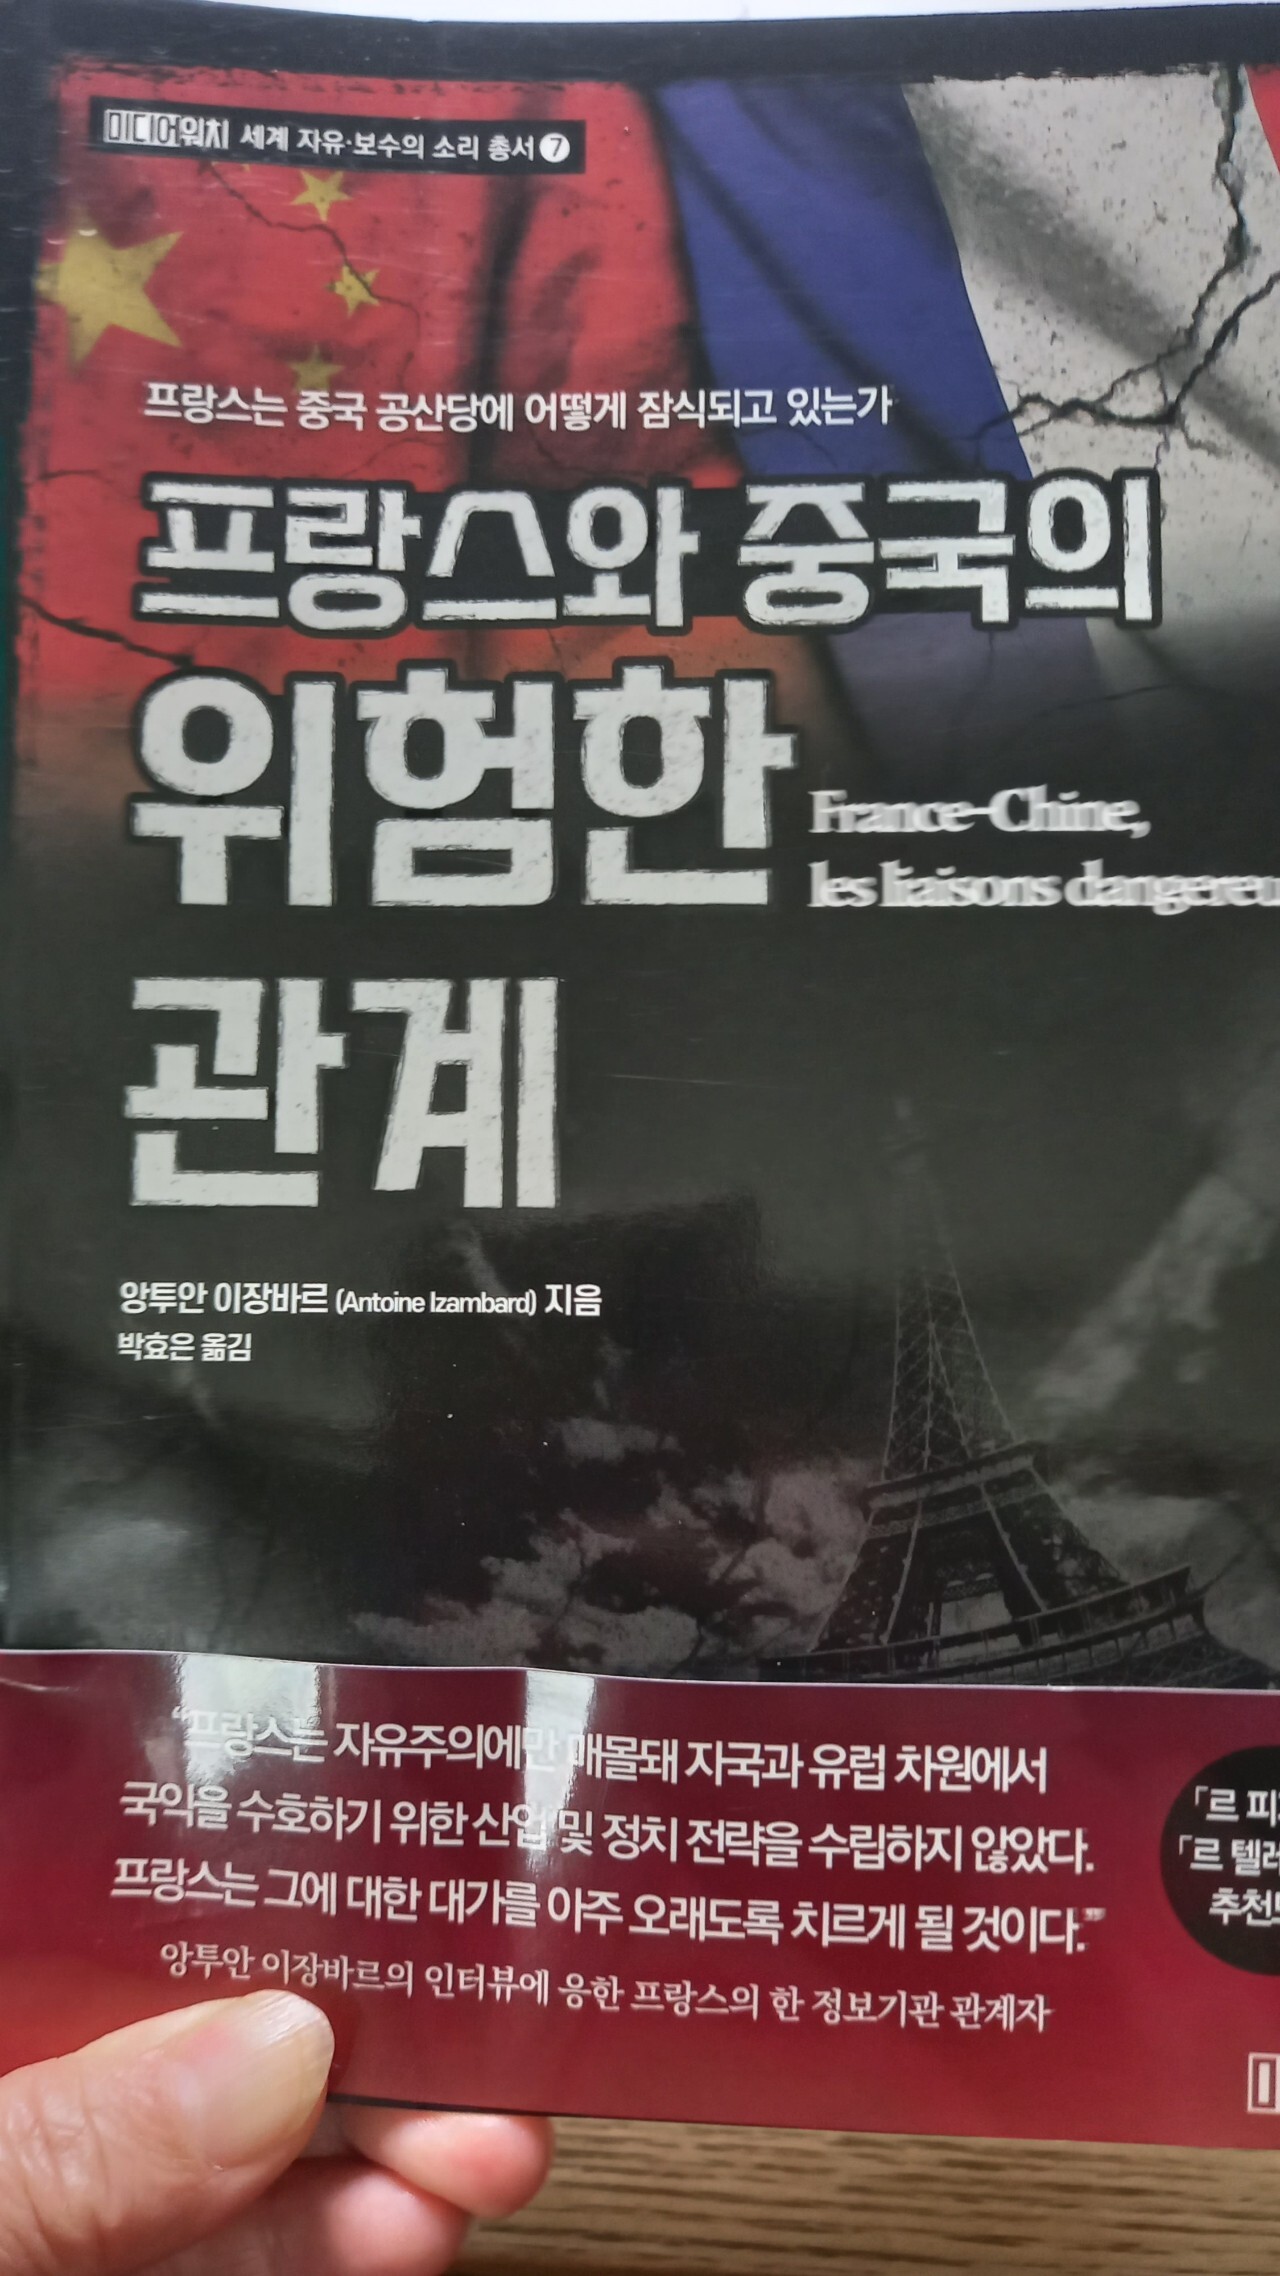 미디어워치 세계 자유·보수의 소리 총서 7
프랑스는 중국 공산당에 어떻게 잠식되고 있는가
프랑스와 중국의
위험한
France-Chine,
les liaisons dangereu
관계
앙투안 이장바르 (Antoine Izambard) 지음
박효은 옮김
“프랑스는 자유주의에만 매몰돼 자국과 유럽 차원에서
국익을 수호하기 위한 산업 및 정치 전략을 수립하지 않았다.
프랑스는 그에 대한 대가를 아주 오래도록 치르게 될 것이다.”
앙투안 이장바르의 인터뷰에 응한 프랑스의 한 정보기관 관계자
「르 피
「르 텔레
추천